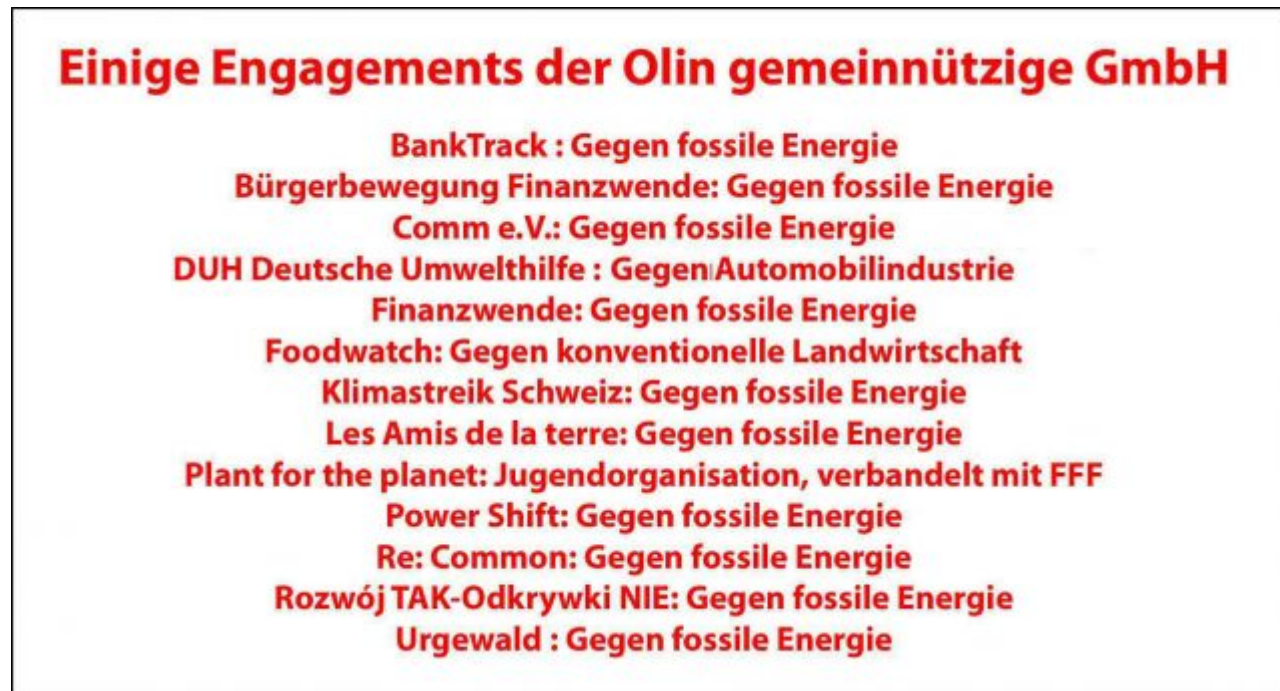 Einige Engagements der Olin gemeinnützige GmbH
BankTrack : Gegen fossile Energie
Bürgerbewegung Finanzwende: Gegen fossile Energie
Comm e.V.: Gegen fossile Energie
DUH Deutsche Umwelthilfe : Gegen Automobilindustrie
Finanzwende: Gegen fossile Energie
Foodwatch: Gegen konventionelle Landwirtschaft
Klimastreik Schweiz: Gegen fossile Energie
Les Amis de la terre: Gegen fossile Energie
Plant for the planet: Jugendorganisation, verbandelt mit FFF
Power Shift: Gegen fossile Energie
Re: Common: Gegen fossile Energie
Rozwój TAK-Odkrywki NIE: Gegen fossile Energie
Urgewald : Gegen fossile Energie